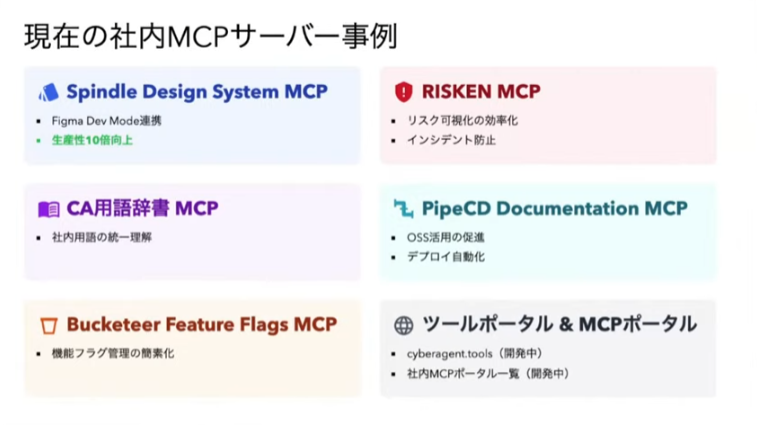 現在の社内MCPサーバー事例
Spindle Design System MCP
▪ Figma Dev Mode連携
▪ 生産性10倍向上
RISKEN MCP
▪ リスク可視化の効率化
▪ インシデント防止
CA用語辞書 MCP
▪ 社内用語の統一理解
PipeCD Documentation MCP
▪ OSS活用の促進
▪ デプロイ自動化
Bucketeer Feature Flags MCP
▪ 機能フラグ管理の簡素化
ツールポータル & MCPポータル
▪ cyberagent.tools（開発中）
▪ 社内MCPポータル一覧（開発中）